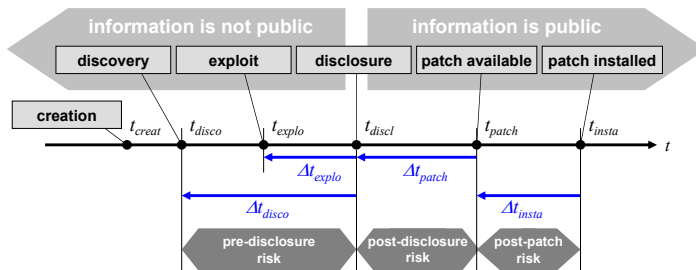 information is not public
information is public
discovery
exploit
disclosure
patch available
patch installed
creation
t_creat
t_disco
t_explo
t_discl
t_patch
t_insta
t
Δt_explo
Δt_patch
Δt_disco
Δt_insta
pre-disclosure
risk
post-disclosure
risk
post-patch
risk